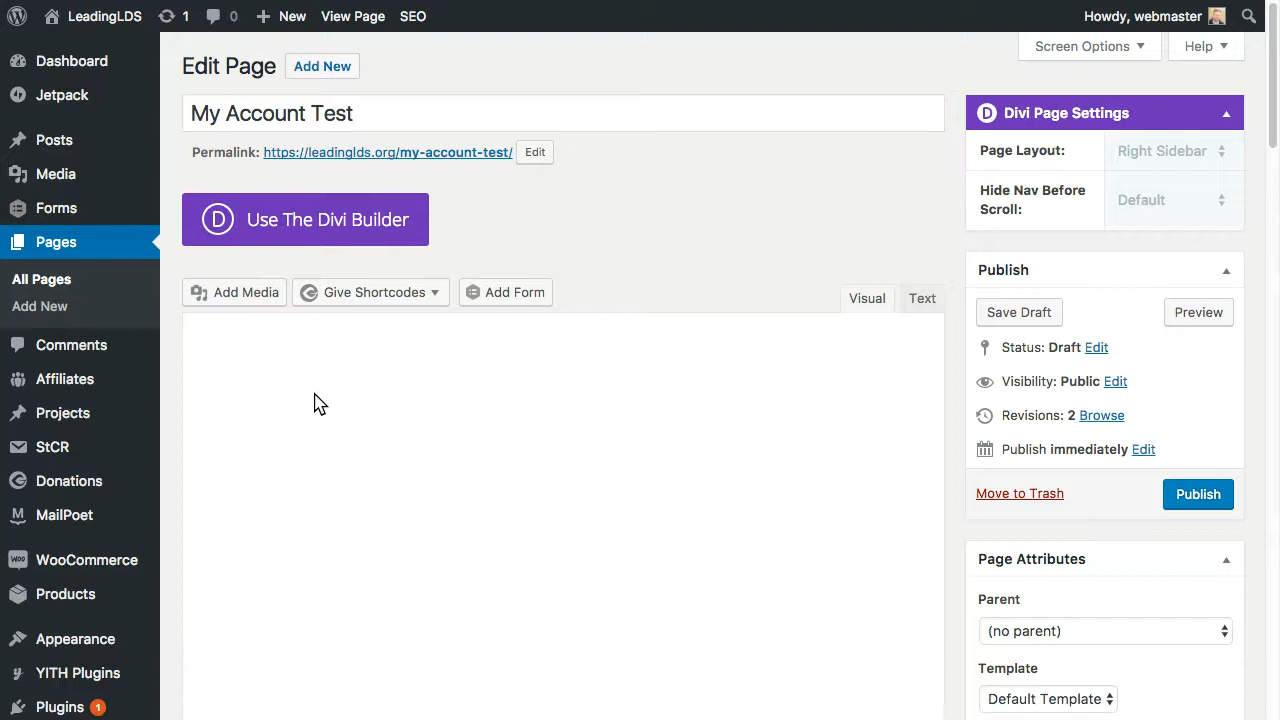 LeadingLDS
1
0
New
View Page
SEO
Howdy, webmaster
Dashboard
Jetpack
Posts
Media
Forms
Pages
All Pages
Add New
Comments
Affiliates
Projects
StCR
Donations
MailPoet
WooCommerce
Products
Appearance
YITH Plugins
Plugins 1
Screen Options
Help
Edit Page
Add New
My Account Test
Permalink: https://leadinglds.org/my-account-test/ Edit
D Use The Divi Builder
Add Media
Give Shortcodes
Add Form
Visual
Text
D Divi Page Settings
Page Layout: Right Sidebar
Hide Nav Before
Scroll:
Default
Publish
Save Draft
Preview
Status: Draft Edit
Visibility: Public Edit
Revisions: 2 Browse
Publish immediately Edit
Move to Trash
Publish
Page Attributes
Parent
(no parent)
Template
Default Template